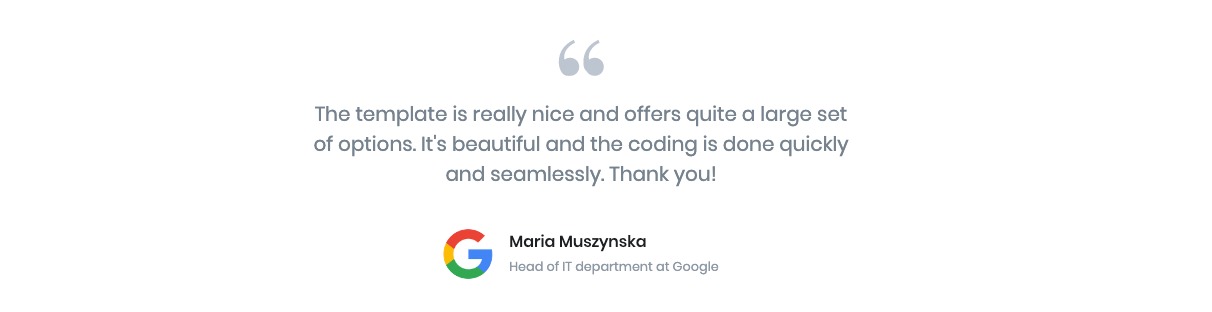 “
The template is really nice and offers quite a large set
of options. It's beautiful and the coding is done quickly
and seamlessly. Thank you!
Maria Muszynska
Head of IT department at Google